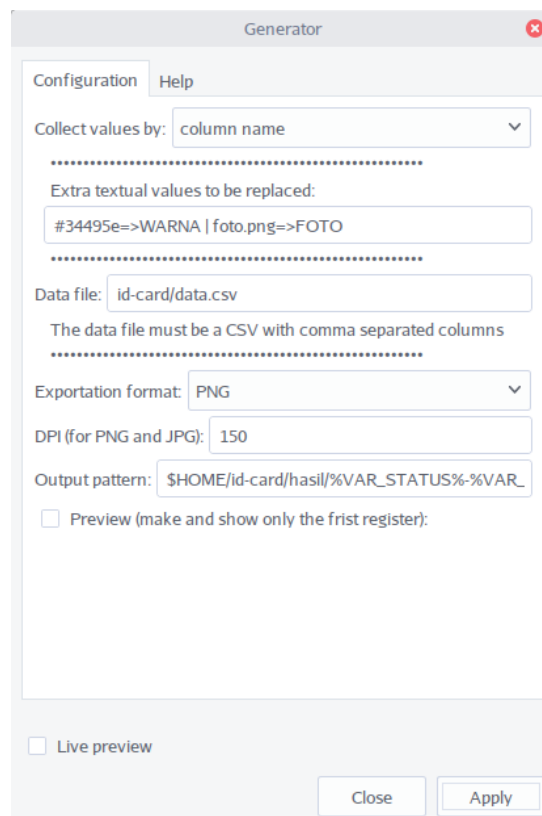 Generator
Configuration Help
Collect values by: column name
Extra textual values to be replaced:
#34495e=>WARNA | foto.png=>FOTO
Data file: id-card/data.csv
The data file must be a CSV with comma separated columns
Exportation format: PNG
DPI (for PNG and JPG): 150
Output pattern: $HOME/id-card/hasil/%VAR_STATUS%-%VAR_
Preview (make and show only the frist register):
Live preview
Close Apply